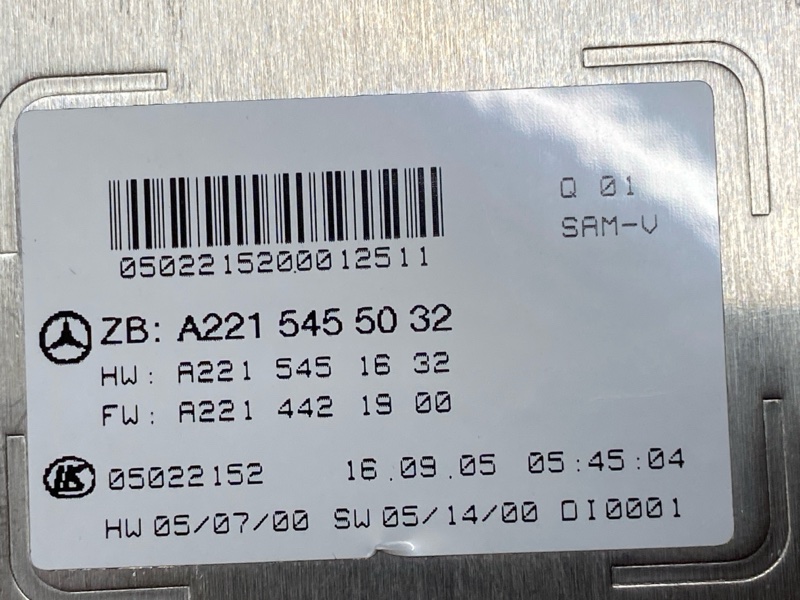 Q 01
SAM-V
050221520001251​1
ZB: A221 545 50 32
HW: A221 545 16 32
FW: A221 442 19 00
05022152 16.09.05 05:45:04
HW 05/07/00 SW 05/14/00 DI0001